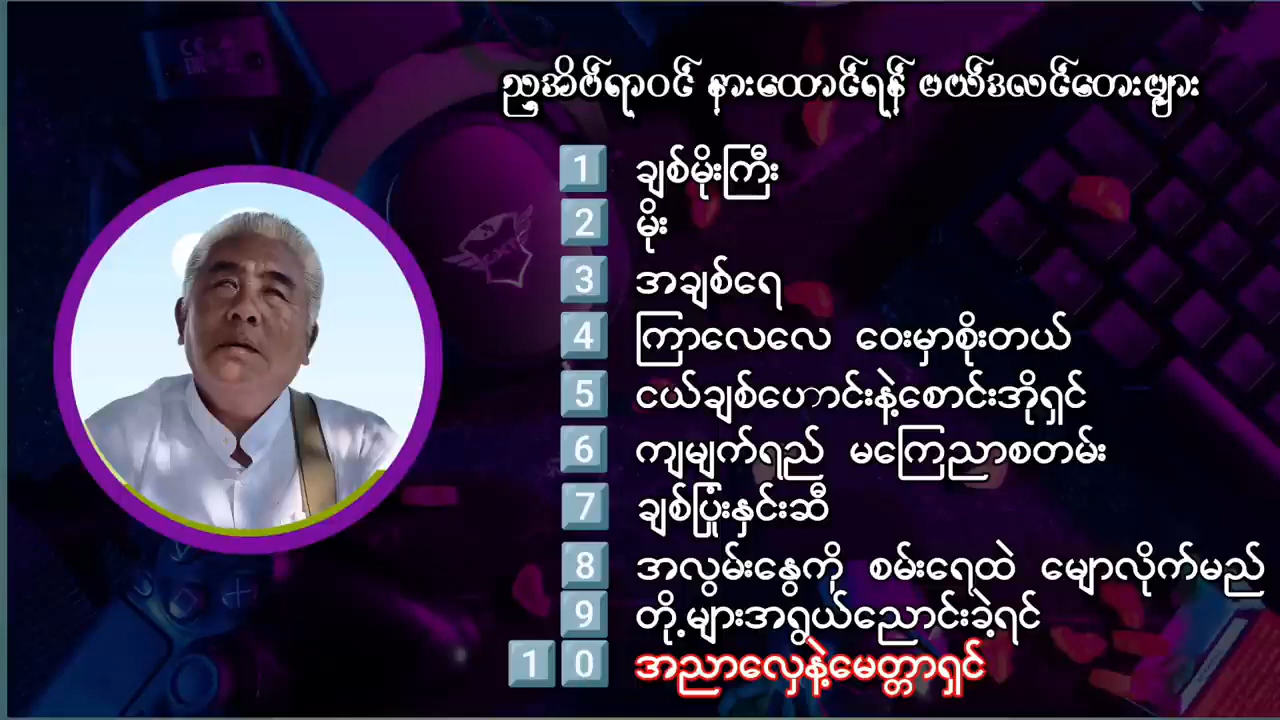 ညအိပ်ရာဝင် နားထောင်ရန် မယ်ဒလင်တေးများ
1 ချစ်မိုးကြီး
2 မိုး
3 အချစ်ရေ
4 ကြာလေလေ ဝေးမှာစိုးတယ်
5 ငယ်ချစ်ဟောင်းနဲ့စောင်းအိုရှင်
6 ကျမျက်ရည် မကြေညာစတမ်း
7 ချစ်ပြုံးနှင်းဆီ
8 အလွမ်းနွေကို စမ်းရေထဲ မျောလိုက်မည်
9 တို့များအရွယ်ညောင်းခဲ့ရင်
10 အညာလှေနဲ့မေတ္တာရှင်